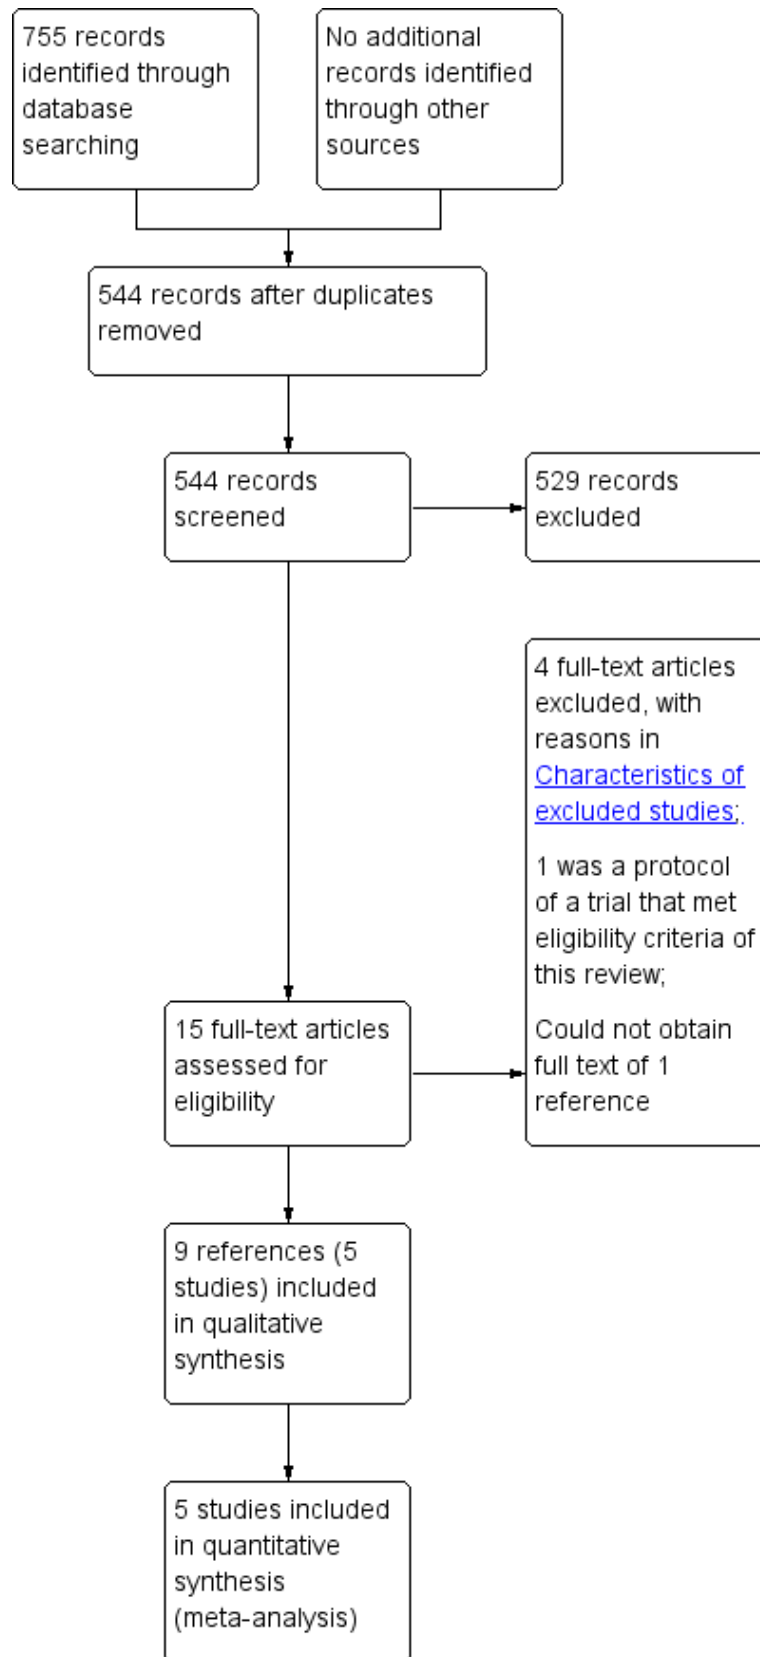 755 records
identified through
database
searching
No additional
records identified
through other
sources
544 records after duplicates
removed
544 records
screened
529 records
excluded
4 full-text articles
excluded, with
reasons in
Characteristics of
excluded studies;.
1 was a protocol
of a trial that met
eligibility criteria of
this review;
Could not obtain
full text of 1
reference
15 full-text articles
assessed for
eligibility
9 references (5
studies) included
in qualitative
synthesis
5 studies included
in quantitative
synthesis
(meta-analysis)